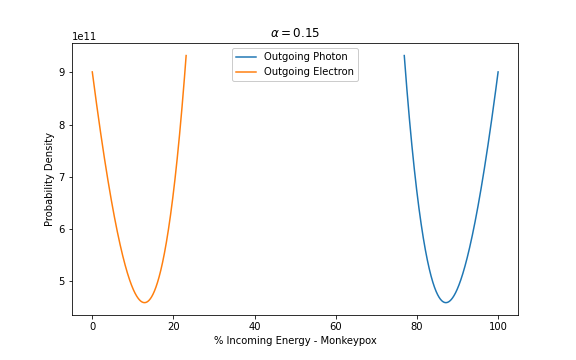 α = 0.15
1e11
Outgoing Photon
Outgoing Electron
9
8
7
6
5
Probability Density
0
20
40
60
80
100
% Incoming Energy - Monkeypox